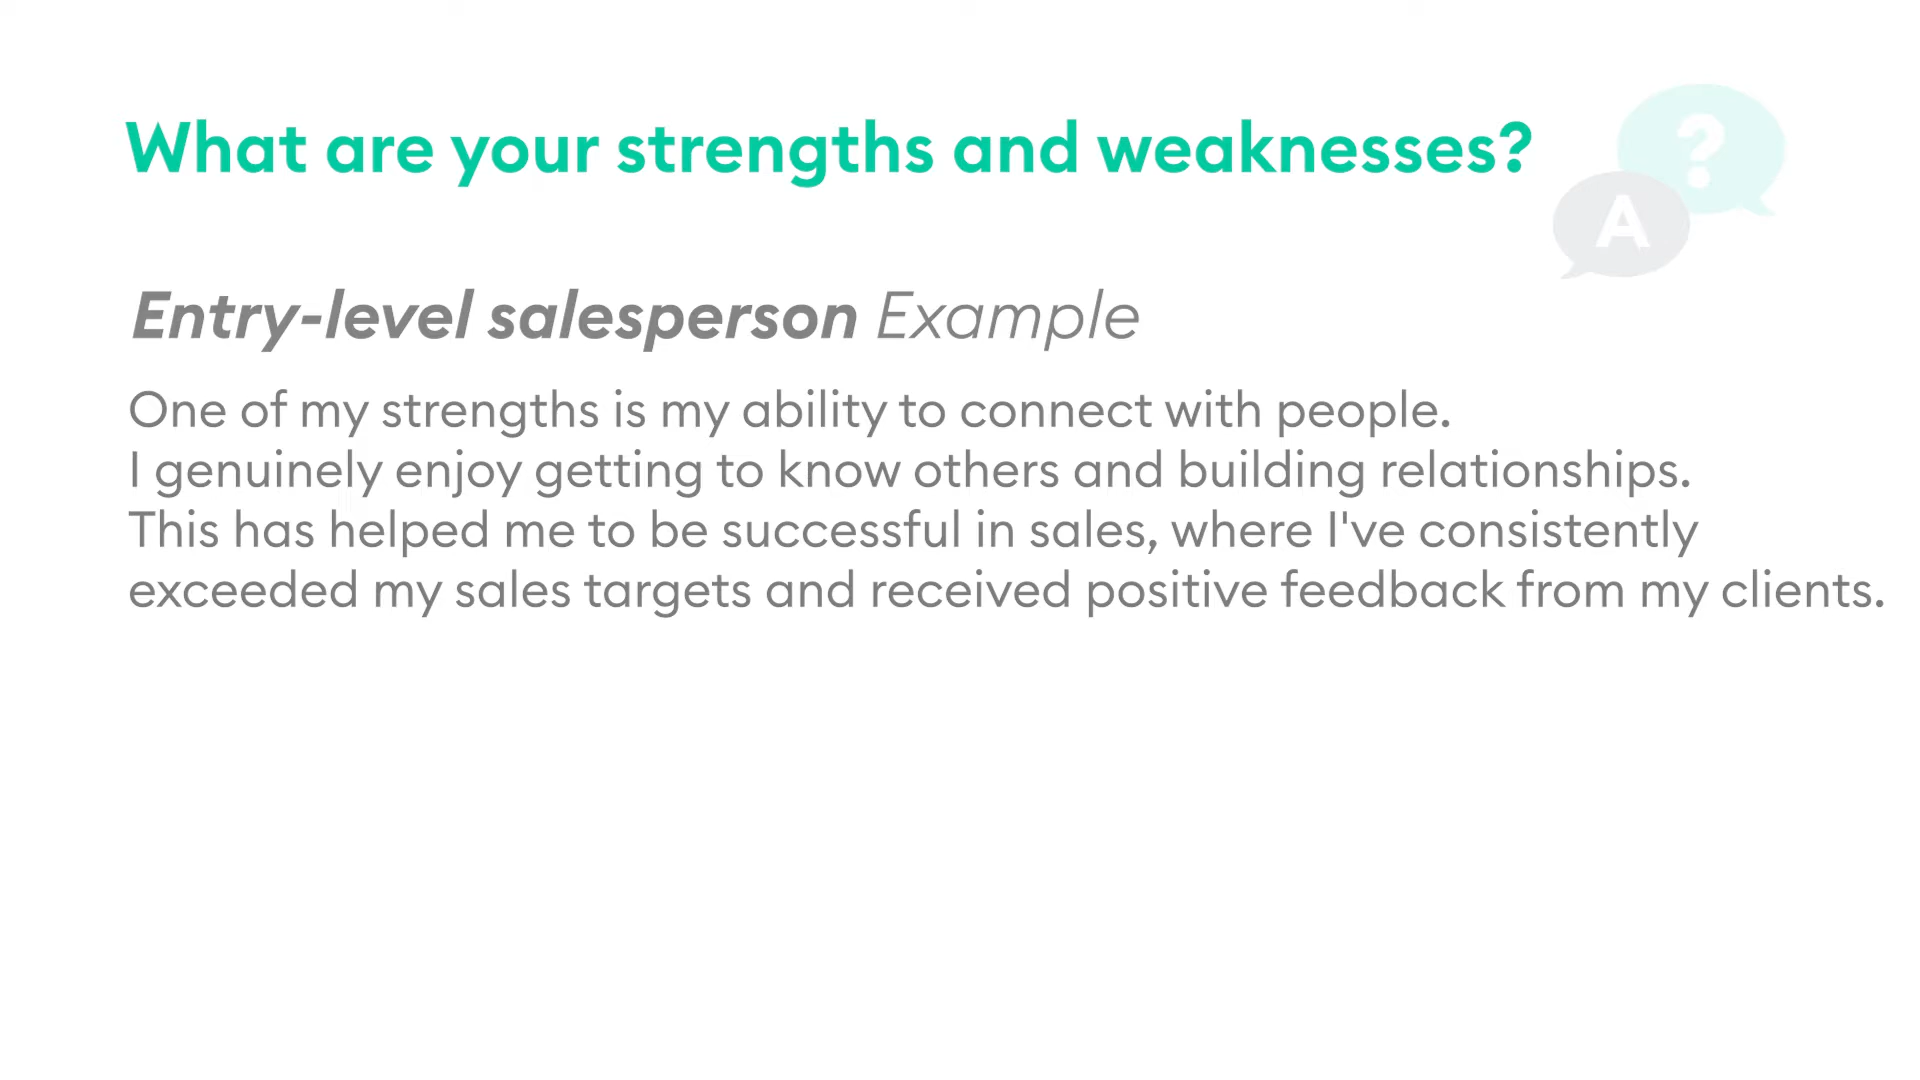 What are your strengths and weaknesses?
?
A
Entry-level salesperson Example
One of my strengths is my ability to connect with people.
I genuinely enjoy getting to know others and building relationships.
This has helped me to be successful in sales, where I've consistently
exceeded my sales targets and received positive feedback from my clients.